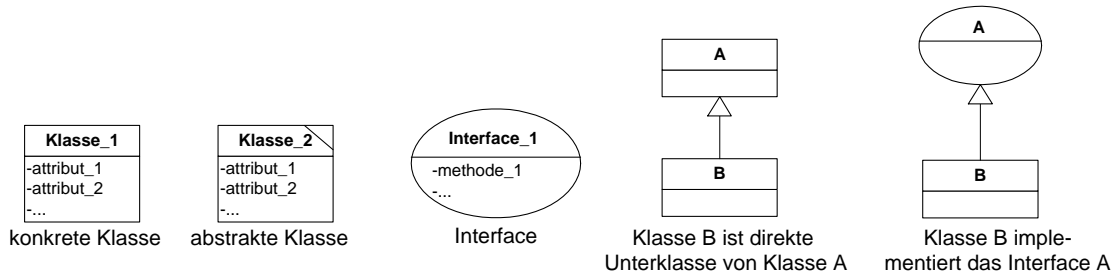 Klasse_1
-attribut_1
-attribut_2
-...
konkrete Klasse
Klasse_2
-attribut_1
-attribut_2
-...
abstrakte Klasse
Interface_1
-methode_1
-...
Interface
A
B
Klasse B ist direkte
Unterklasse von Klasse A
A
B
Klasse B imple-
mentiert das Interface A